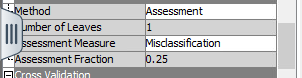 Method Assessment
Number of Leaves 1
Assessment Measure Misclassification
Assessment Fraction 0.25
Cross Validation